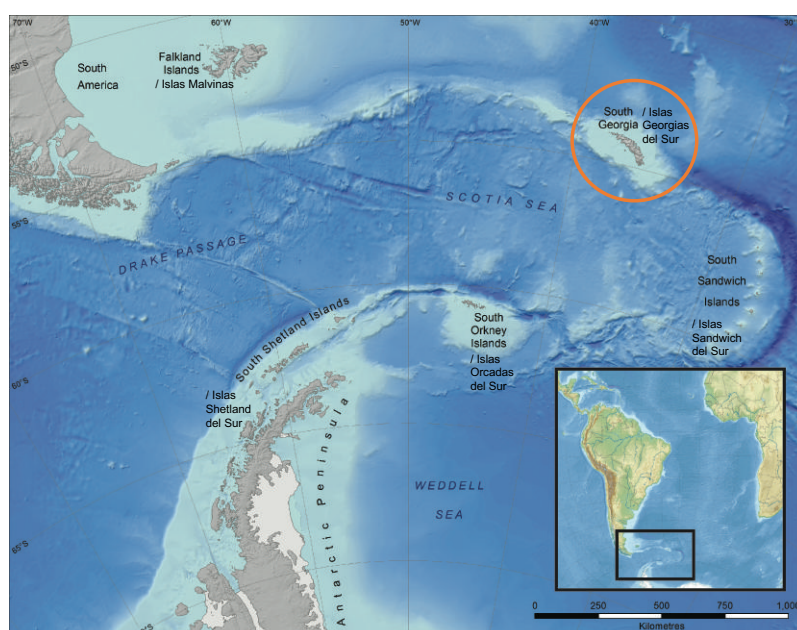 70°W
60°W
50°W
40°W
30°
50°S
South
America
Falkland
Islands
/ Islas Malvinas
South
Georgia
/ Islas
Georgias
del Sur
SCOTIA SEA
55°S
DRAKE PASSAGE
South
Sandwich
Islands
/ Islas
Sandwich
del Sur
South Shetland Islands
South
Orkney
Islands
/ Islas
Orcadas
del Sur
60°S
/ Islas
Shetland
del Sur
Antarctic Peninsula
WEDDELL
SEA
65°S
0 250 500 750 1,000
Kilometres